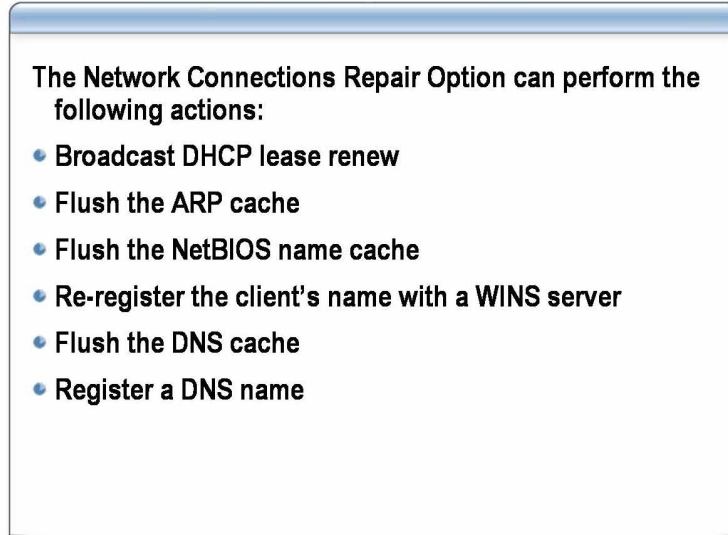 The Network Connections Repair Option can perform the
following actions:
Broadcast DHCP lease renew
Flush the ARP cache
Flush the NetBIOS name cache
Re-register the client’s name with a WINS server
Flush the DNS cache
Register a DNS name